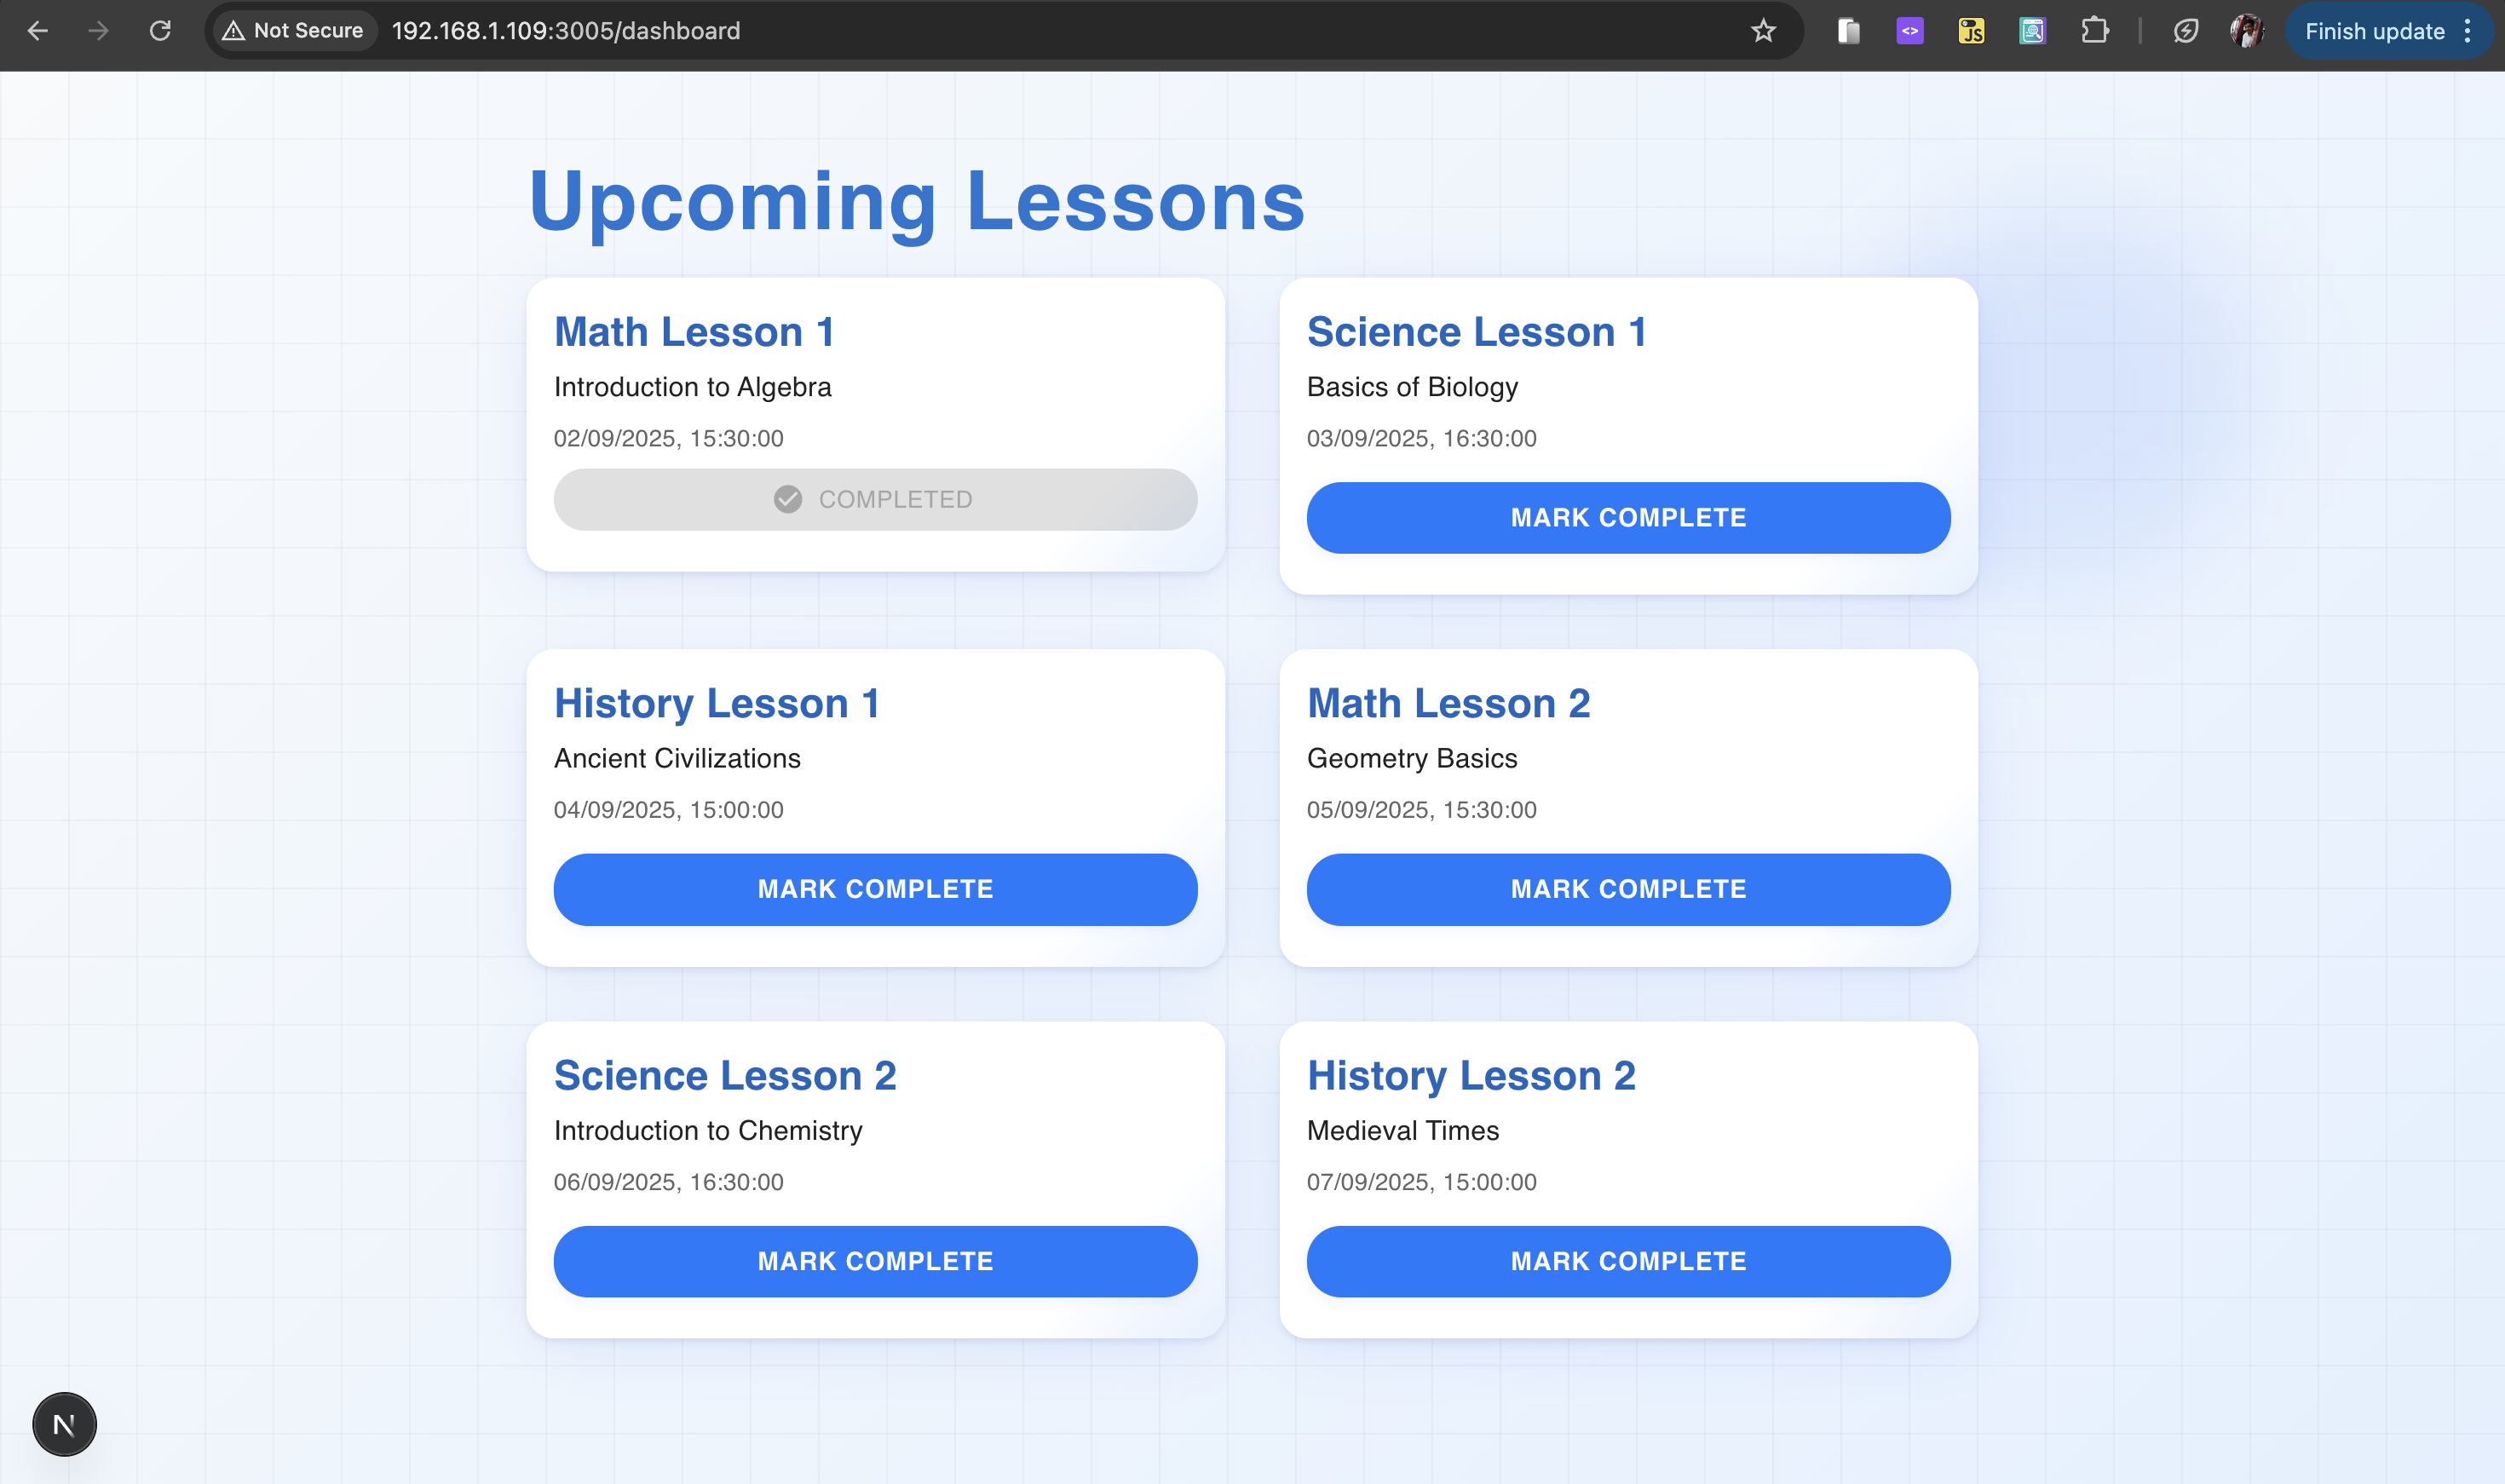 Not Secure 192.168.1.109:3005/dashboard
<> JS Finish update
Upcoming Lessons
Math Lesson 1
Introduction to Algebra
02/09/2025, 15:30:00
COMPLETED
Science Lesson 1
Basics of Biology
03/09/2025, 16:30:00
MARK COMPLETE
History Lesson 1
Ancient Civilizations
04/09/2025, 15:00:00
MARK COMPLETE
Math Lesson 2
Geometry Basics
05/09/2025, 15:30:00
MARK COMPLETE
Science Lesson 2
Introduction to Chemistry
06/09/2025, 16:30:00
MARK COMPLETE
History Lesson 2
Medieval Times
07/09/2025, 15:00:00
MARK COMPLETE
N